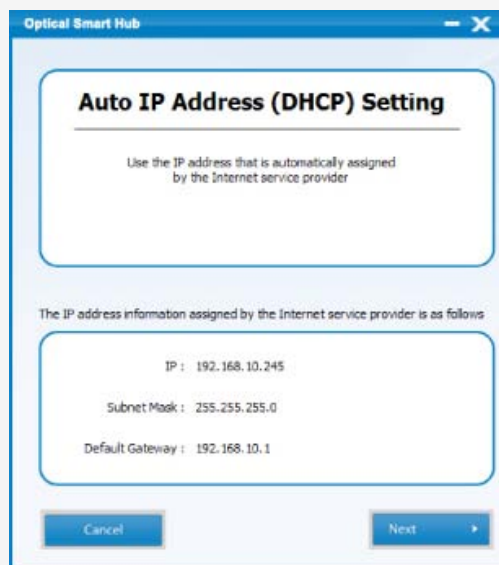 Optical Smart Hub
Auto IP Address (DHCP) Setting
Use the IP address that is automatically assigned
by the Internet service provider
The IP address information assigned by the Internet service provider is as follows
IP : 192.168.10.245
Subnet Mask : 255.255.255.0
Default Gateway : 192.168.10.1
Cancel
Next